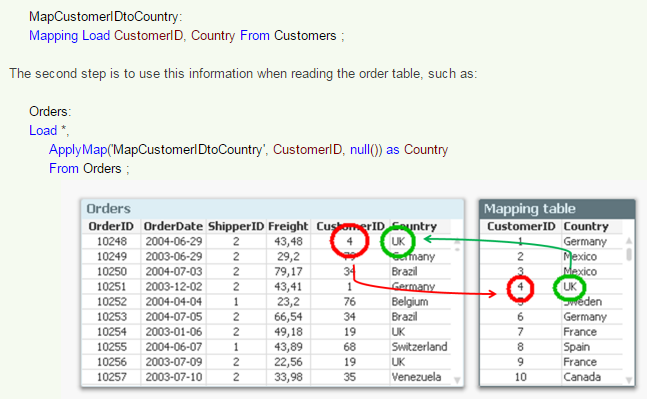 MapCustomerIDtoCountry:
Mapping Load CustomerID, Country From Customers ;
The second step is to use this information when reading the order table, such as:
Orders:
Load *,
ApplyMap('MapCustomerIDtoCountry', CustomerID, null()) as Country
From Orders ;
Orders
OrderID OrderDate ShipperID Freight CustomerID Country
10248 2004-06-29 2 43,48 4 UK
10249 2003-06-29 2 29,2 79 Germany
10250 2004-07-03 2 79,17 34 Brazil
10251 2003-12-02 2 43,41 1 Germany
10252 2004-04-04 1 23,2 76 Belgium
10253 2004-07-05 2 66,54 34 Brazil
10254 2003-01-06 2 49,18 19 UK
10255 2004-06-07 1 43,89 68 Switzerland
10256 2003-07-09 2 22,56 19 UK
10257 2003-07-10 2 33,98 35 Venezuela
Mapping table
CustomerID Country
1 Germany
2 Mexico
3 Mexico
4 UK
5 Sweden
6 Germany
7 France
8 Spain
9 France
10 Canada